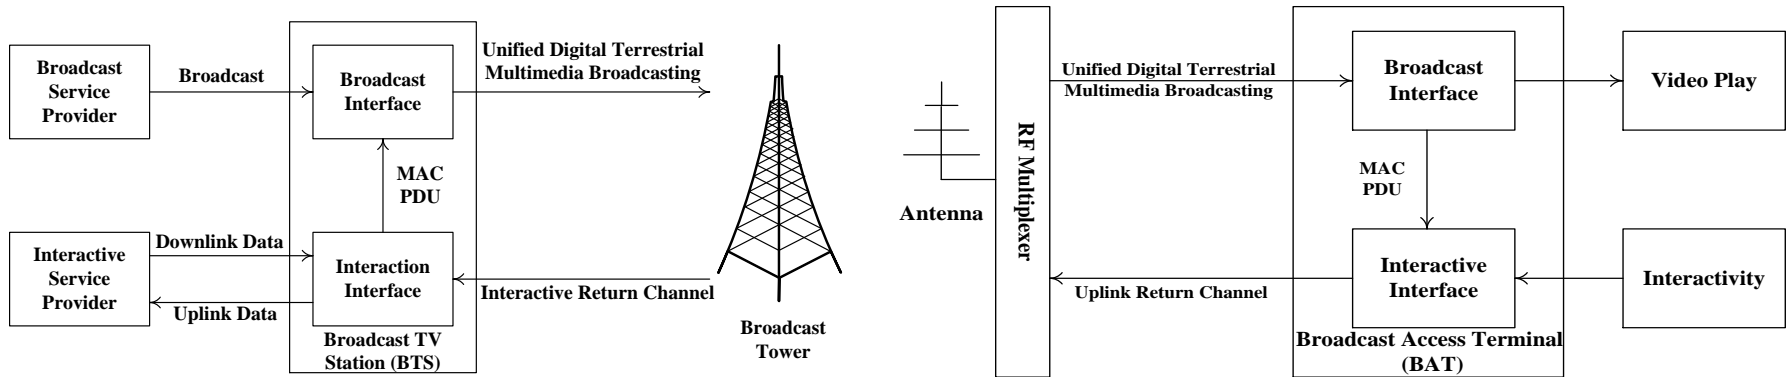 Broadcast
Service
Provider
Broadcast
Broadcast
Interface
Unified Digital Terrestrial
Multimedia Broadcasting
MAC
PDU
Interactive
Service
Provider
Downlink Data
Uplink Data
Interaction
Interface
Interactive Return Channel
Broadcast TV
Station (BTS)
Broadcast
Tower
Antenna
RF Multiplexer
Unified Digital Terrestrial
Multimedia Broadcasting
Broadcast
Interface
Video Play
MAC
PDU
Uplink Return Channel
Interactive
Interface
Interactivity
Broadcast Access Terminal
(BAT)